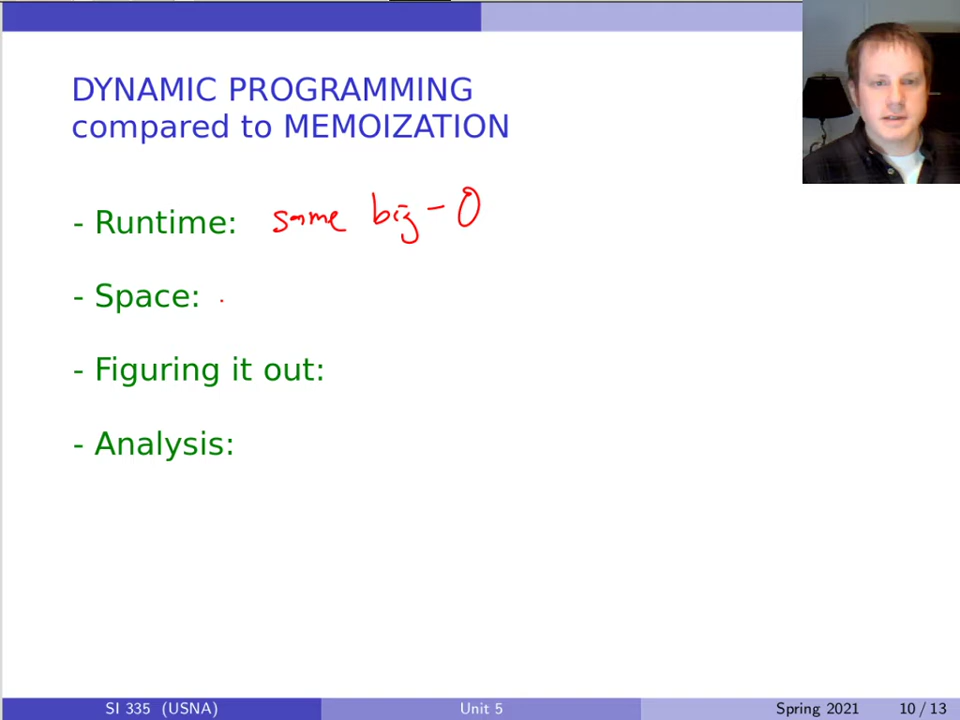 DYNAMIC PROGRAMMING
compared to MEMOIZATION
- Runtime: same big-O
- Space:
- Figuring it out:
- Analysis:
SI 335 (USNA) Unit 5 Spring 2021 10 / 13